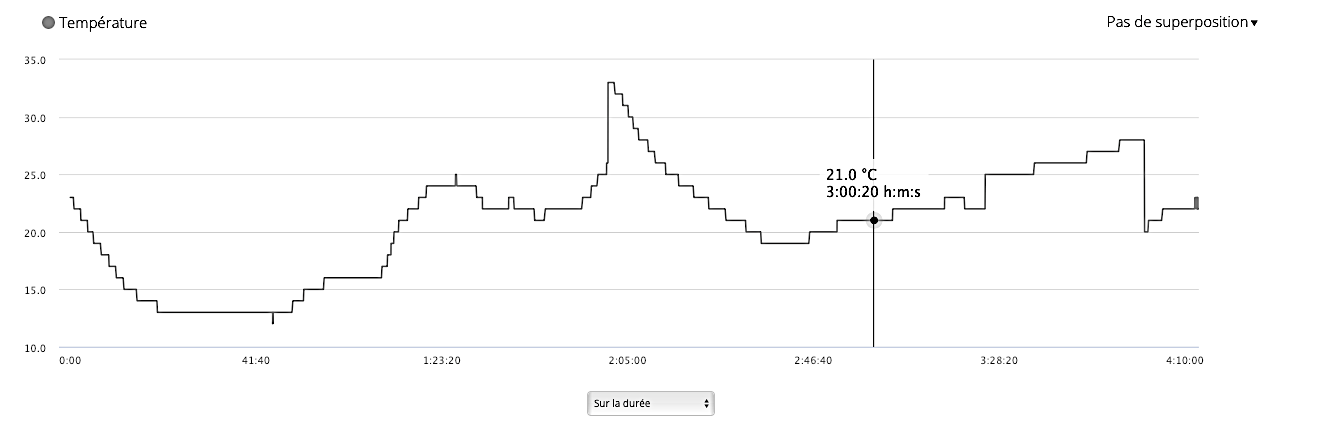 Température
Pas de superposition
35.0
30.0
25.0
21.0 °C
3:00:20 h:m:s
20.0
15.0
10.0
0:00 41:40 1:23:20 2:05:00 2:46:40 3:28:20 4:10:00
Sur la durée